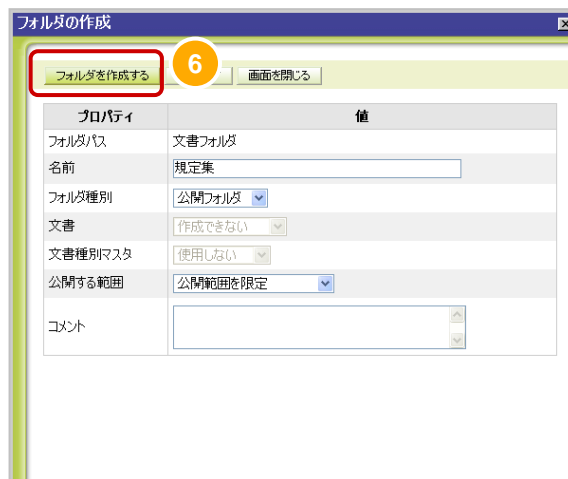 フォルダの作成
フォルダを作成する 6 画面を閉じる
プロパティ 値
フォルダパス 文書フォルダ
名前 規定集
フォルダ種別 公開フォルダ
文書 作成できない
文書種別マスタ 使用しない
公開する範囲 公開範囲を限定
コメント